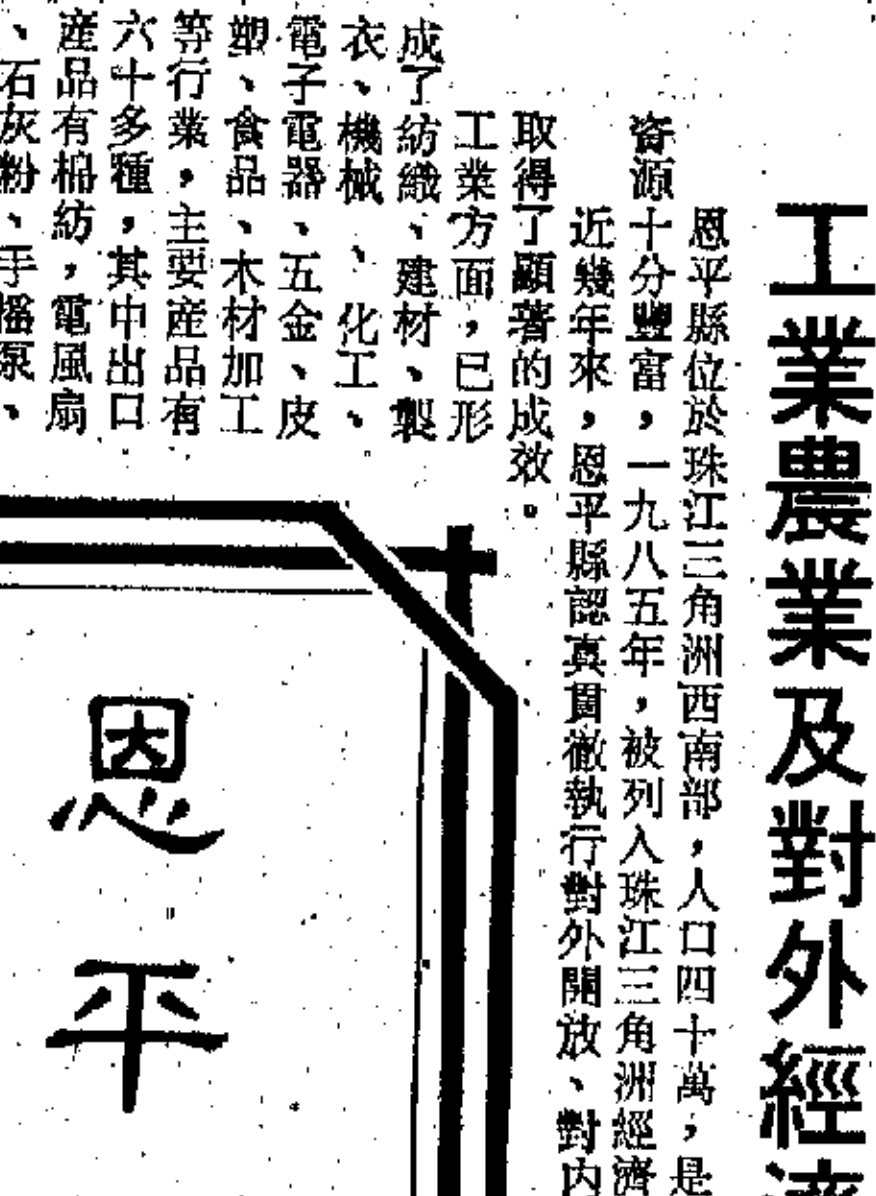 工業農業及對外經濟
恩平縣位於珠江三角洲西南部，人口四十萬，是
資源十分豐富，一九八五年，被列入珠江三角洲經濟
近幾年來，恩平縣認真貫徹執行對外開放、對内
取得了顯著的成效。
工業方面，已形
成了紡織、建材、製
衣、機械、化工、
電子電器、五金、皮
塑、食品、木材加工
等行業，主要産品有
六十多種，其中出口
産品有棉紡，電風扇
、石灰粉、手摇泵、
恩平